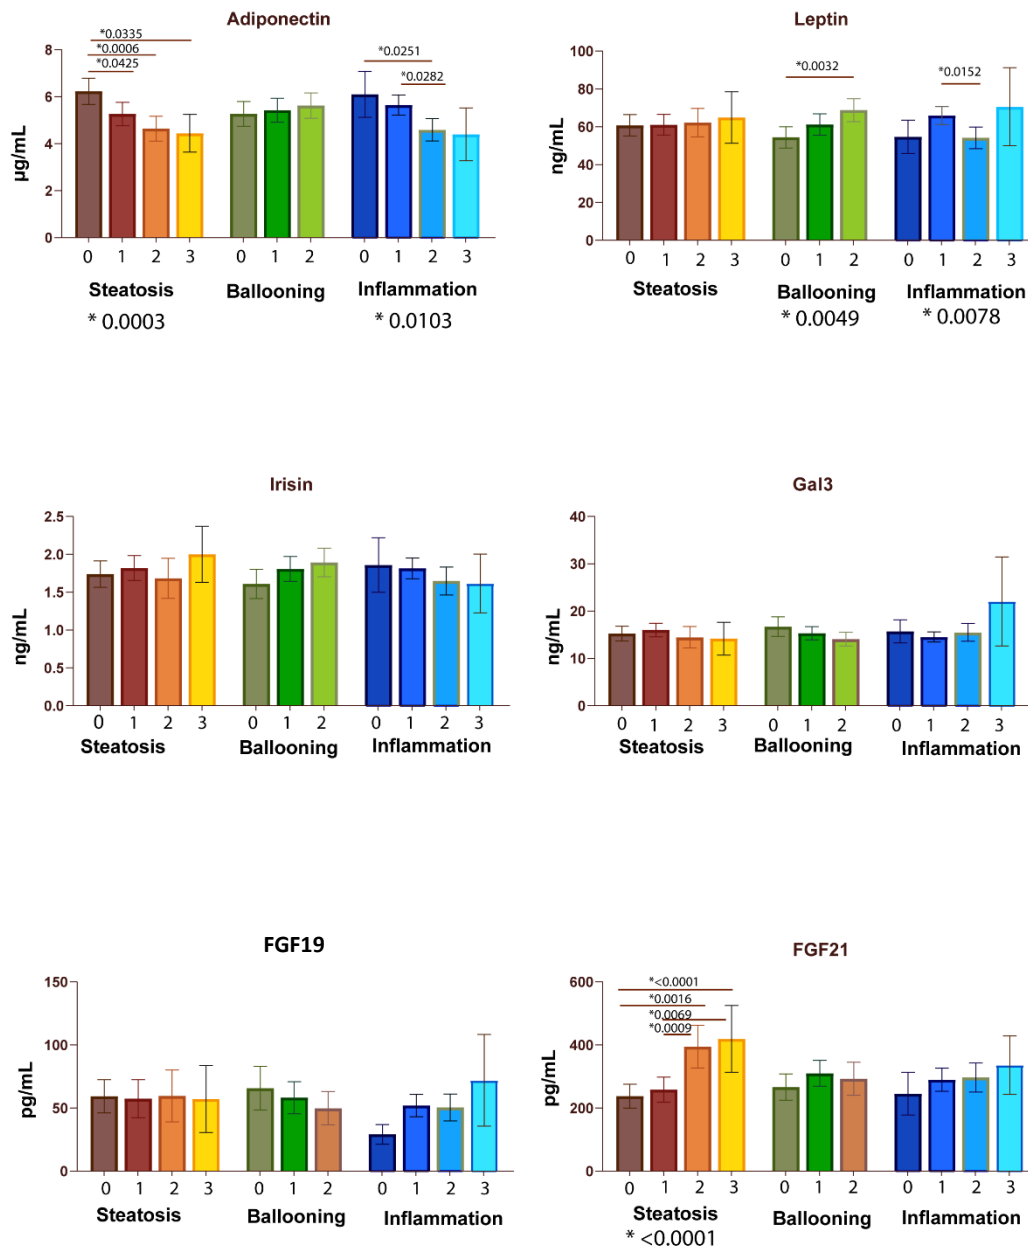 Adiponectin
*0.0335
*0.0006
*0.0425
*0.0251
*0.0282
8
6
4
2
0
µg/mL
0 1 2 3 0 1 2 0 1 2 3
Steatosis Ballooning Inflammation
* 0.0003 * 0.0103
Leptin
*0.0032
*0.0152
100
80
60
40
20
0
ng/mL
0 1 2 3 0 1 2 0 1 2 3
Steatosis Ballooning Inflammation
* 0.0049 * 0.0078
Irisin
2.5
2.0
1.5
1.0
0.5
0.0
ng/mL
0 1 2 3 0 1 2 0 1 2 3
Steatosis Ballooning Inflammation
Gal3
40
30
20
10
0
ng/mL
0 1 2 3 0 1 2 0 1 2 3
Steatosis Ballooning Inflammation
FGF19
150
100
50
0
pg/mL
0 1 2 3 0 1 2 0 1 2 3
Steatosis Ballooning Inflammation
FGF21
*<0.0001
*0.0016
*0.0069
*0.0009
600
400
200
0
pg/mL
0 1 2 3 0 1 2 0 1 2 3
Steatosis Ballooning Inflammation
* <0.0001